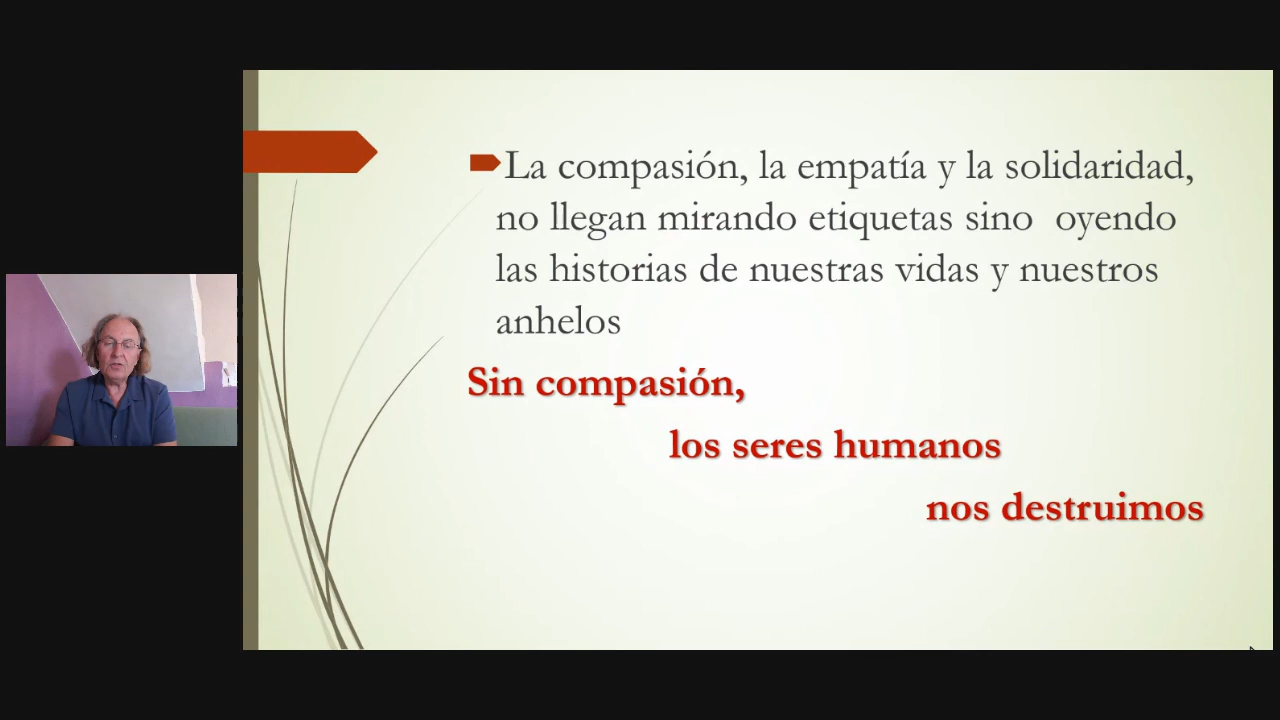 La compasión, la empatía y la solidaridad,
no llegan mirando etiquetas sino  oyendo
las historias de nuestras vidas y nuestros
anhelos
Sin compasión,
los seres humanos
nos destruimos